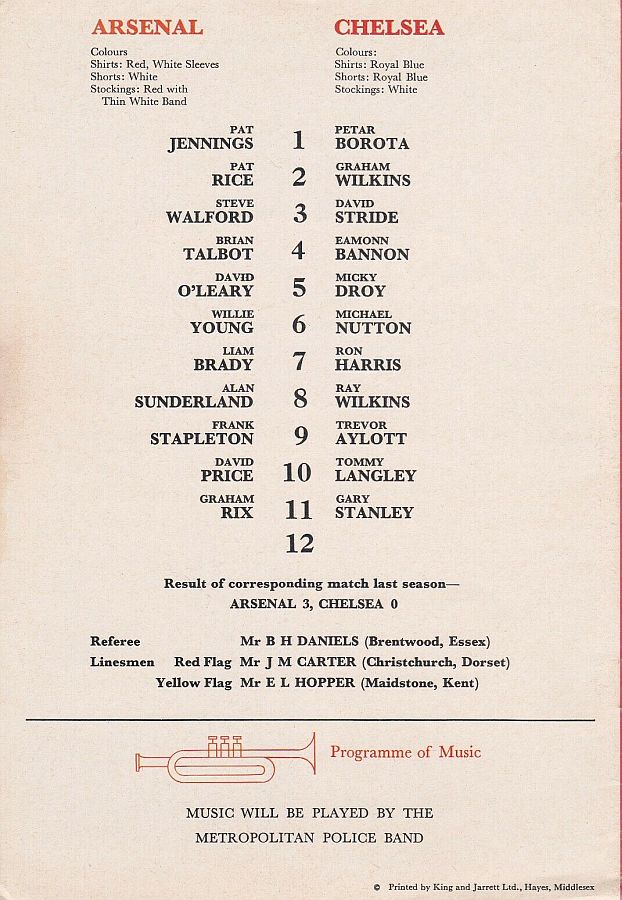 ARSENAL CHELSEA
Colours Colours:
Shirts: Red, White Sleeves Shirts: Royal Blue
Shorts: White Shorts: Royal Blue
Stockings: Red with Stockings: White
Thin White Band
PAT PETAR
JENNINGS 1 BOROTA
PAT GRAHAM
RICE 2 WILKINS
STEVE DAVID
WALFORD 3 STRIDE
BRIAN EAMONN
TALBOT 4 BANNON
DAVID MICKY
O'LEARY 5 DROY
WILLIE MICHAEL
YOUNG 6 NUTTON
LIAM RON
BRADY 7 HARRIS
ALAN RAY
SUNDERLAND 8 WILKINS
FRANK TREVOR
STAPLETON 9 AYLOTT
DAVID TOMMY
PRICE 10 LANGLEY
GRAHAM GARY
RIX 11 STANLEY
12
Result of corresponding match last season—
ARSENAL 3, CHELSEA 0
Referee Mr B H DANIELS (Brentwood, Essex)
Linesmen Red Flag Mr J M CARTER (Christchurch, Dorset)
Yellow Flag Mr E L HOPPER (Maidstone, Kent)
Programme of Music
MUSIC WILL BE PLAYED BY THE
METROPOLITAN POLICE BAND
© Printed by King and Jarrett Ltd., Hayes, Middlesex